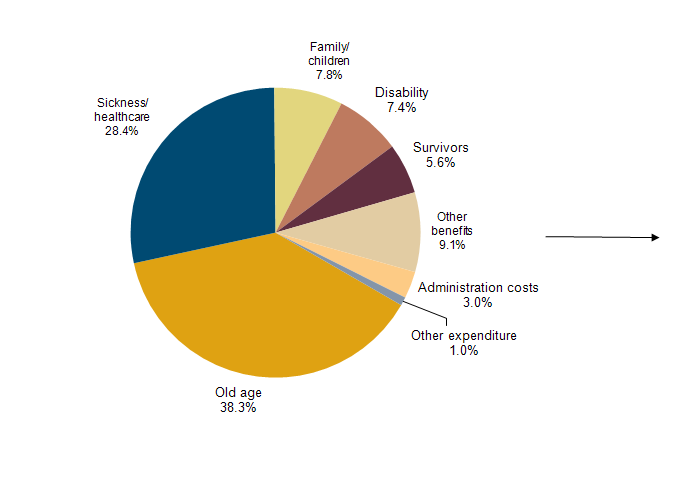 Family/
children
7.8%
Disability
7.4%
Sickness/
healthcare
28.4%
Survivors
5.6%
Other
benefits
9.1%
Administration costs
3.0%
Other expenditure
1.0%
Old age
38.3%